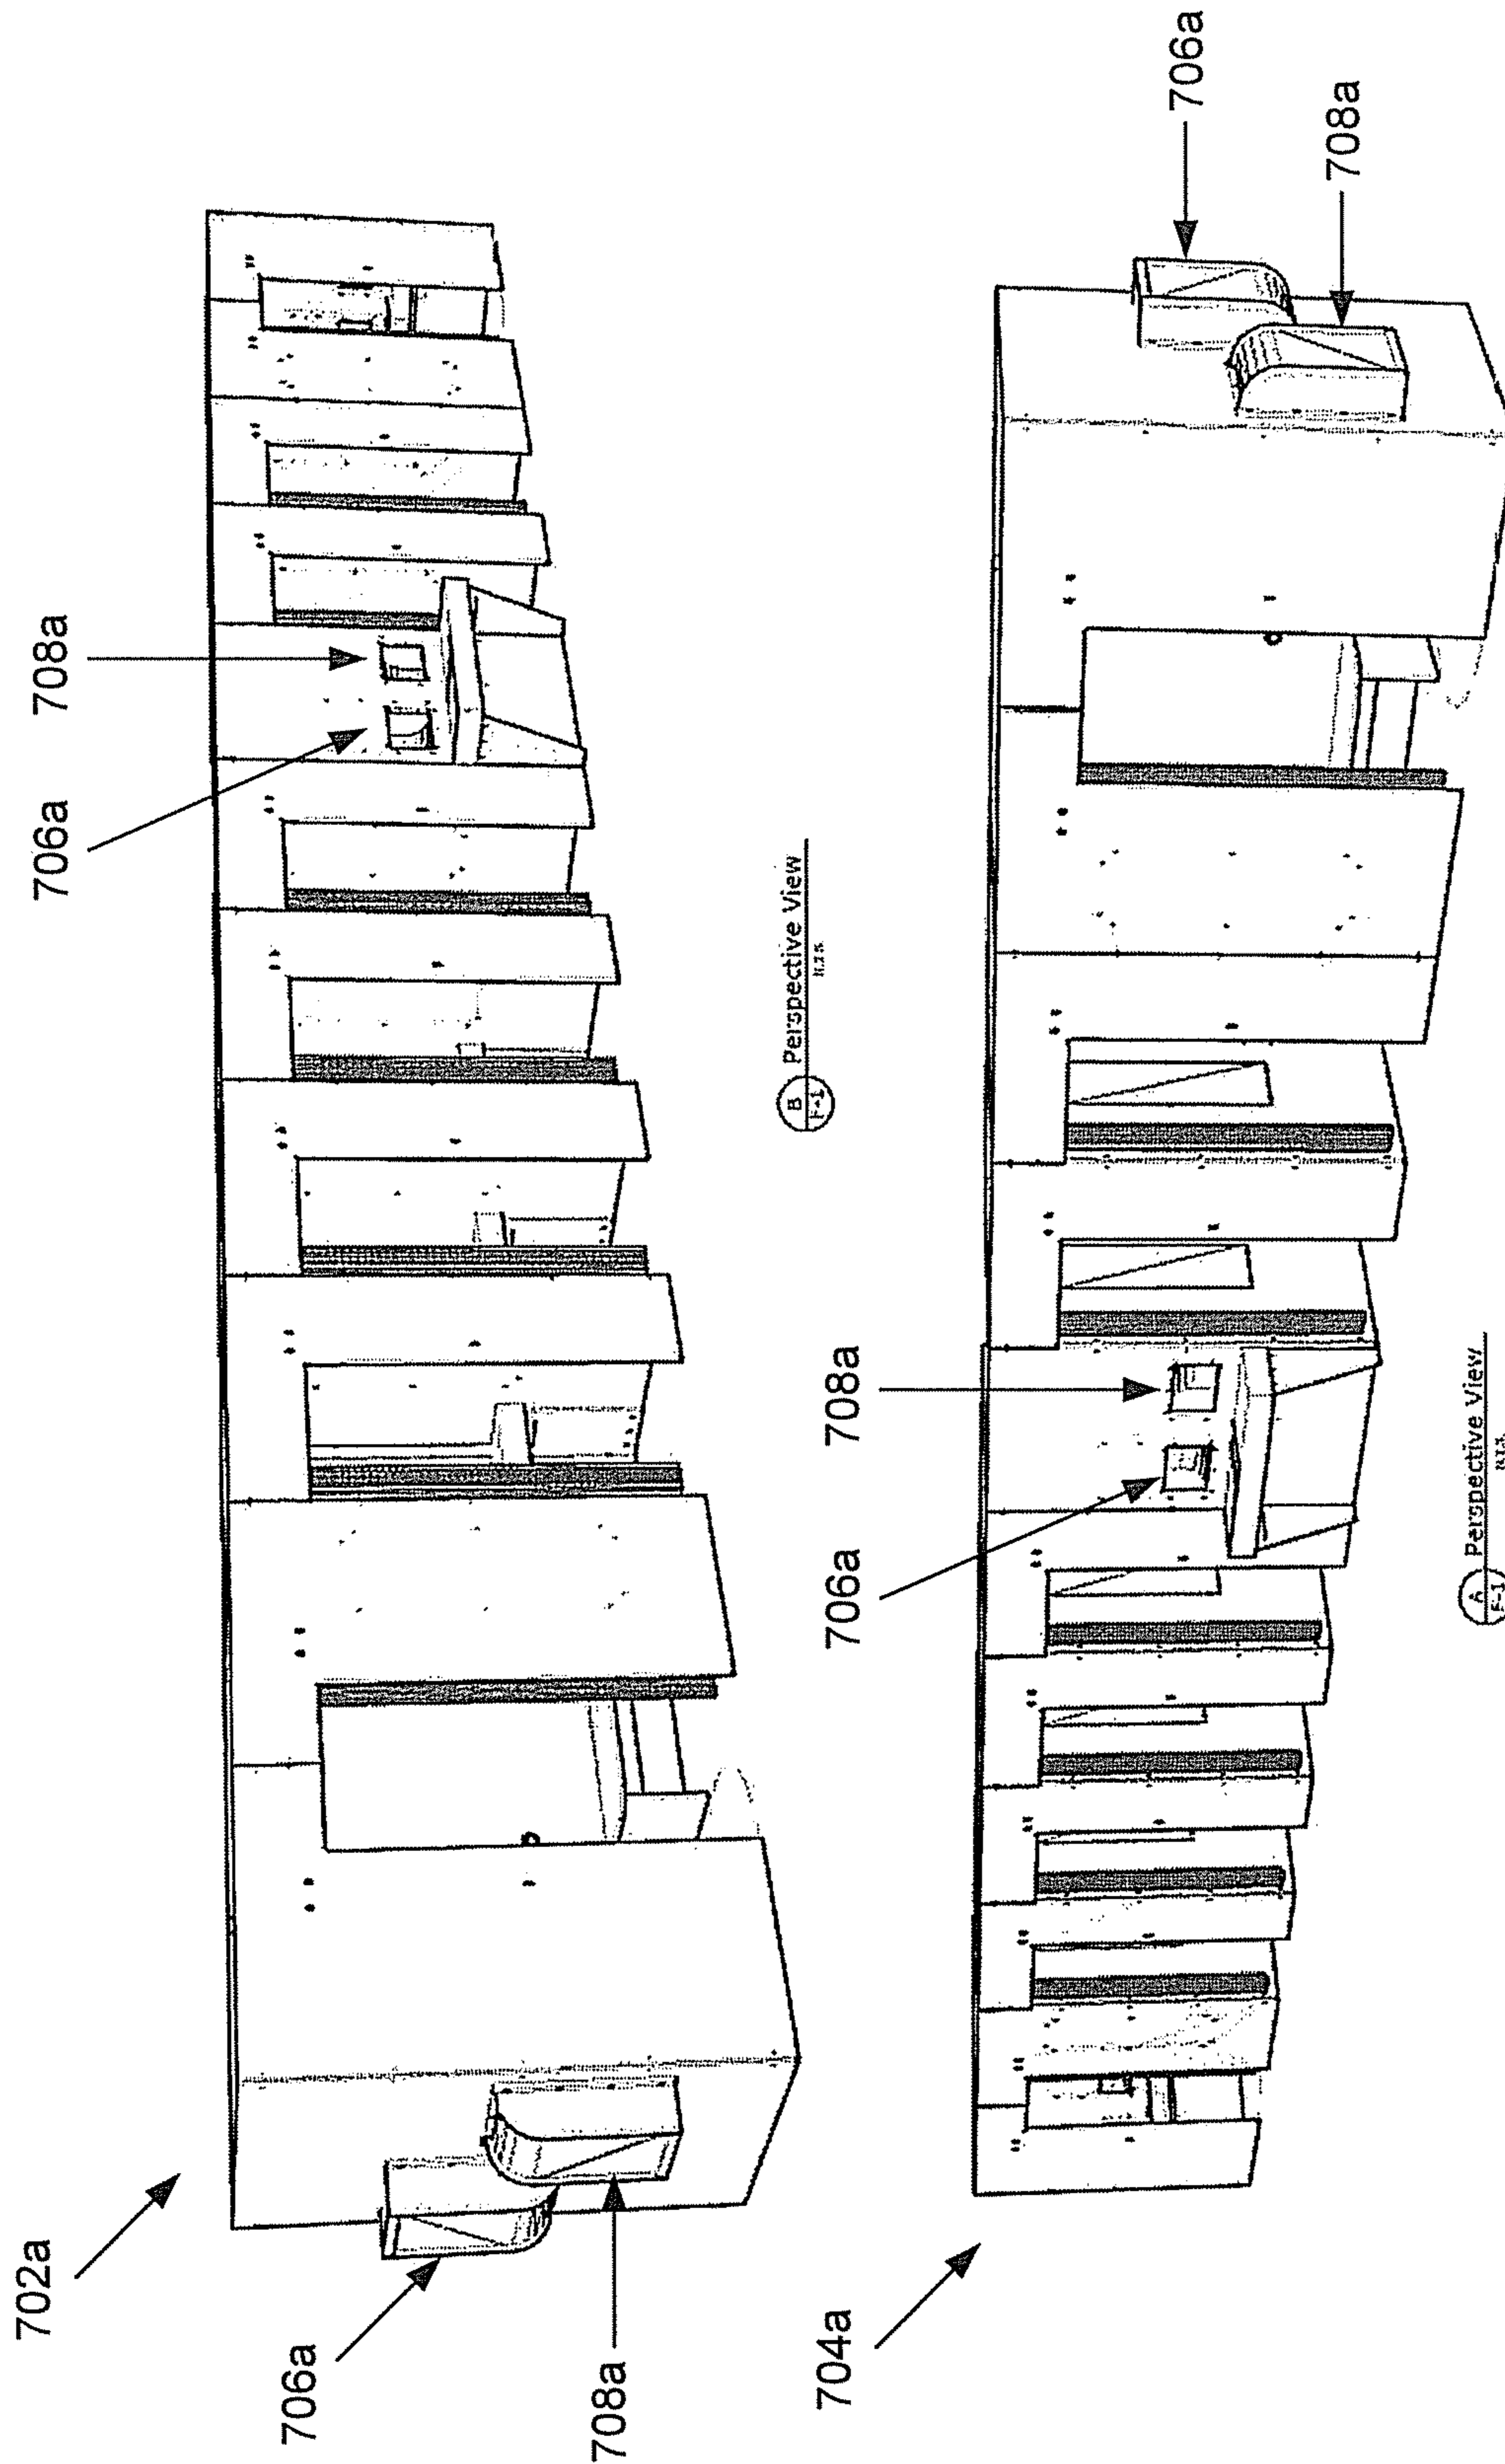 702a
706a
708a
706a
708a
B Perspective View
F-1 N.T.S.
704a
706a
708a
706a
708a
A Perspective View
F-1 N.T.S.